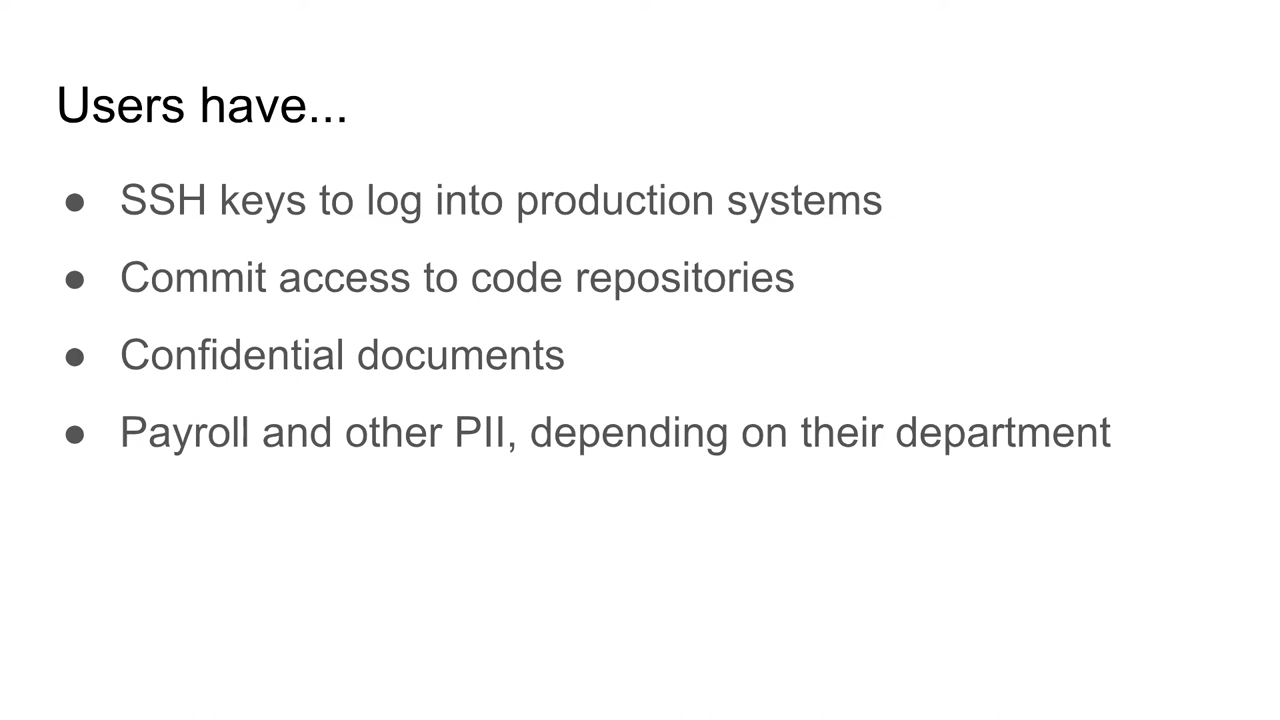 Users have...
● SSH keys to log into production systems
● Commit access to code repositories
● Confidential documents
● Payroll and other PII, depending on their department